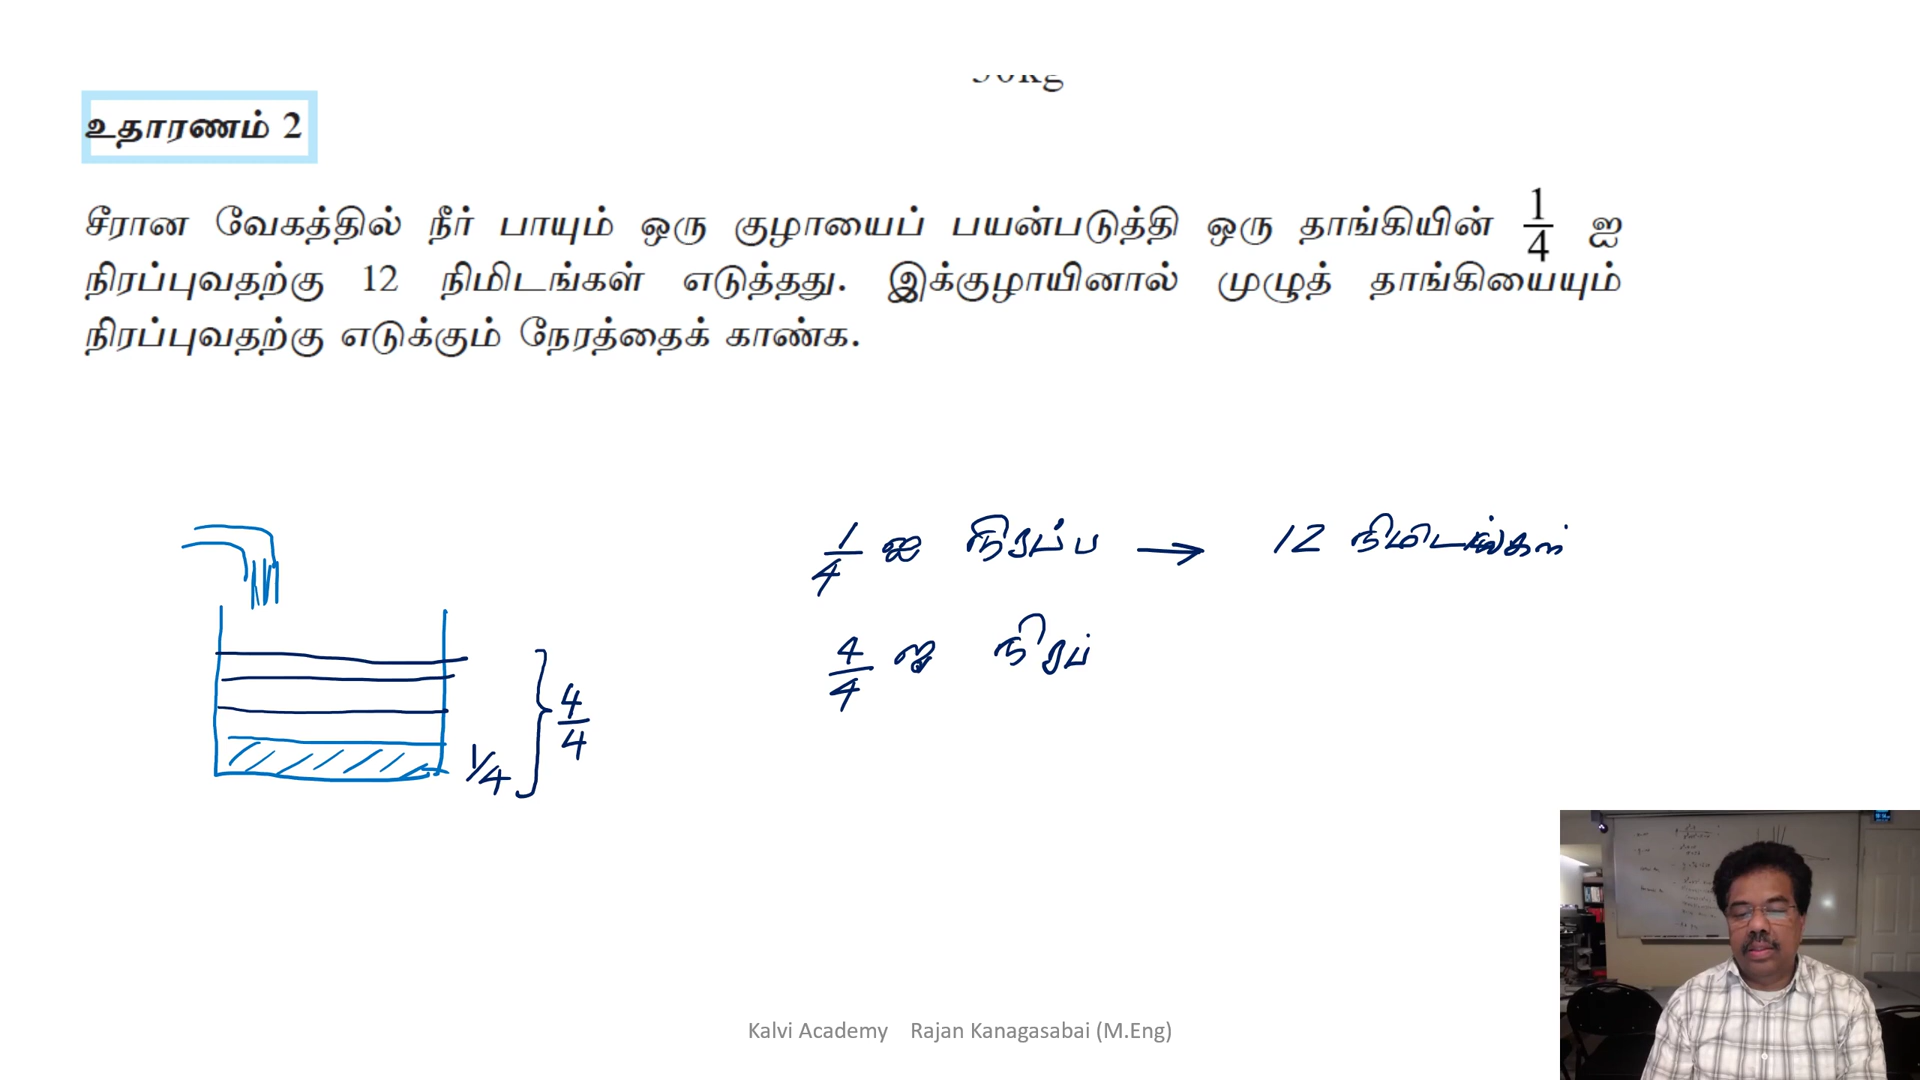 உதாரணம் 2
சீரான வேகத்தில் நீர் பாயும் ஒரு குழாயைப் பயன்படுத்தி ஒரு தாங்கியின் 1/4 ஐ
நிரப்புவதற்கு 12 நிமிடங்கள் எடுத்தது. இக்குழாயினால் முழுத் தாங்கியையும்
நிரப்புவதற்கு எடுக்கும் நேரத்தைக் காண்க.
1/4 ஐ நிரப்ப → 12 நிமிடங்கள்
4/4 ஐ நிரப்
4/4
1/4
Kalvi Academy Rajan Kanagasabai (M.Eng)